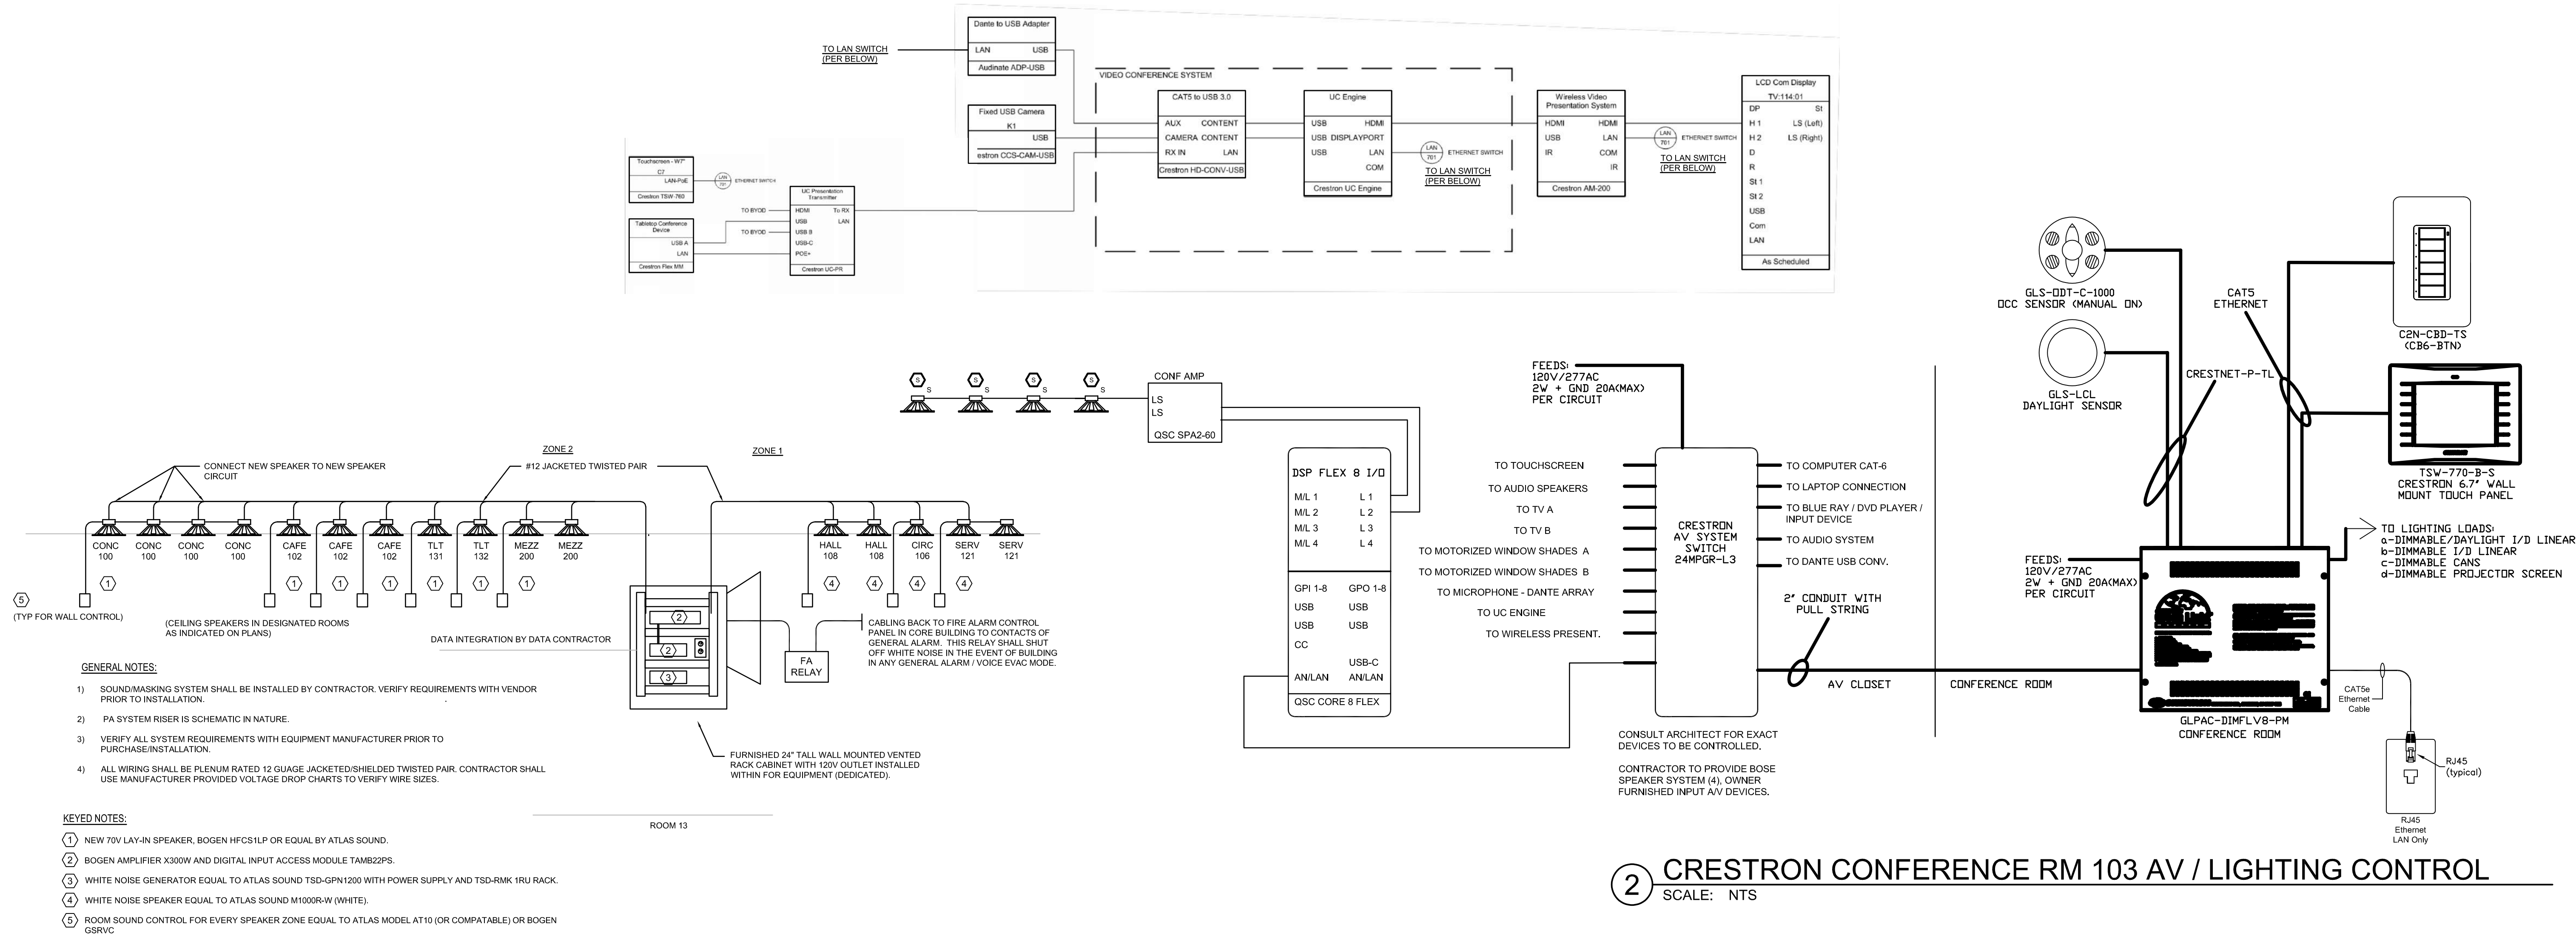 Dante to USB Adapter
LAN USB
Audinate ADP-USB
TO LAN SWITCH
(PER BELOW)
Fixed USB Camera
K1
USB
estron CCS-CAM-USB
VIDEO CONFERENCE SYSTEM
CAT5 to USB 3.0
AUX CONTENT
CAMERA CONTENT
RX IN LAN
Crestron HD-CONV-USB
UC Engine
USB HDMI
USB DISPLAYPORT
USB LAN
COM
Crestron UC Engine
LAN
701
ETHERNET SWITCH
TO LAN SWITCH
(PER BELOW)
Wireless Video
Presentation System
HDMI HDMI
USB LAN
IR COM
IR
Crestron AM-200
LAN
701
ETHERNET SWITCH
TO LAN SWITCH
(PER BELOW)
LCD Com Display
TV:114:01
DP St
H 1 LS (Left)
H 2 LS (Right)
D
R
St 1
St 2
USB
Com
LAN
As Scheduled
Touchscreen - W7"
C7
LAN-PoE
Crestron TSW-760
LAN
701
ETHERNET SWITCH
Tabletop Conference
Device
USB A
LAN
Crestron Flex MM
UC Presentation
Transmitter
TO BYOD
HDMI To RX
USB LAN
TO BYOD
USB B
USB-C
POE+
Crestron UC-PR
S S S S
S S S S
CONF AMP
LS
LS
QSC SPA2-60
DSP FLEX 8 I/O
M/L 1 L 1
M/L 2 L 2
M/L 3 L 3
M/L 4 L 4
GPI 1-8 GPO 1-8
USB USB
USB USB
CC
USB-C
AN/LAN AN/LAN
QSC CORE 8 FLEX
FEEDS:
120V/277AC
2W + GND 20A(MAX)
PER CIRCUIT
TO TOUCHSCREEN
TO AUDIO SPEAKERS
TO TV A
TO TV B
TO MOTORIZED WINDOW SHADES A
TO MOTORIZED WINDOW SHADES B
TO MICROPHONE - DANTE ARRAY
TO UC ENGINE
TO WIRELESS PRESENT.
CRESTRON
AV SYSTEM
SWITCH
24MPGR-L3
TO COMPUTER CAT-6
TO LAPTOP CONNECTION
TO BLUE RAY / DVD PLAYER /
INPUT DEVICE
TO AUDIO SYSTEM
TO DANTE USB CONV.
2" CONDUIT WITH
PULL STRING
AV CLOSET
CONFERENCE ROOM
CONSULT ARCHITECT FOR EXACT
DEVICES TO BE CONTROLLED.
CONTRACTOR TO PROVIDE BOSE
SPEAKER SYSTEM (4), OWNER
FURNISHED INPUT A/V DEVICES.
GLS-ODT-C-1000
OCC SENSOR (MANUAL ON)
GLS-LCL
DAYLIGHT SENSOR
CAT5
ETHERNET
CRESTNET-P-TL
C2N-CBD-TS
(CB6-BTN)
TSW-770-B-S
CRESTRON 6.7" WALL
MOUNT TOUCH PANEL
FEEDS:
120V/277AC
2W + GND 20A(MAX)
PER CIRCUIT
TO LIGHTING LOADS:
a-DIMMABLE/DAYLIGHT I/D LINEAR
b-DIMMABLE I/D LINEAR
c-DIMMABLE CANS
d-DIMMABLE PROJECTOR SCREEN
GLPAC-DIMFLV8-PM
CONFERENCE ROOM
CAT5e
Ethernet
Cable
RJ45
(typical)
RJ45
Ethernet
LAN Only
ZONE 2
ZONE 1
CONNECT NEW SPEAKER TO NEW SPEAKER
CIRCUIT
#12 JACKETED TWISTED PAIR
CONC CONC CONC CONC CAFE CAFE CAFE TLT TLT MEZZ MEZZ HALL HALL CIRC SERV SERV
100 100 100 100 102 102 102 131 132 200 200 108 108 106 121 121
1 1 1 1 1 1 1 4 4 4 4
5
(TYP FOR WALL CONTROL)
(CEILING SPEAKERS IN DESIGNATED ROOMS
AS INDICATED ON PLANS)
DATA INTEGRATION BY DATA CONTRACTOR
2
2
3
FA
RELAY
CABLING BACK TO FIRE ALARM CONTROL
PANEL IN CORE BUILDING TO CONTACTS OF
GENERAL ALARM. THIS RELAY SHALL SHUT
OFF WHITE NOISE IN THE EVENT OF BUILDING
IN ANY GENERAL ALARM / VOICE EVAC MODE.
FURNISHED 24" TALL WALL MOUNTED VENTED
RACK CABINET WITH 120V OUTLET INSTALLED
WITHIN FOR EQUIPMENT (DEDICATED).
ROOM 13
GENERAL NOTES:
1) SOUND/MASKING SYSTEM SHALL BE INSTALLED BY CONTRACTOR. VERIFY REQUIREMENTS WITH VENDOR
PRIOR TO INSTALLATION.
2) PA SYSTEM RISER IS SCHEMATIC IN NATURE.
3) VERIFY ALL SYSTEM REQUIREMENTS WITH EQUIPMENT MANUFACTURER PRIOR TO
PURCHASE/INSTALLATION.
4) ALL WIRING SHALL BE PLENUM RATED 12 GUAGE JACKETED/SHIELDED TWISTED PAIR. CONTRACTOR SHALL
USE MANUFACTURER PROVIDED VOLTAGE DROP CHARTS TO VERIFY WIRE SIZES.
KEYED NOTES:
1 NEW 70V LAY-IN SPEAKER, BOGEN HFCS1LP OR EQUAL BY ATLAS SOUND.
2 BOGEN AMPLIFIER X300W AND DIGITAL INPUT ACCESS MODULE TAMB22PS.
3 WHITE NOISE GENERATOR EQUAL TO ATLAS SOUND TSD-GPN1200 WITH POWER SUPPLY AND TSD-RMK 1RU RACK.
4 WHITE NOISE SPEAKER EQUAL TO ATLAS SOUND M1000R-W (WHITE).
5 ROOM SOUND CONTROL FOR EVERY SPEAKER ZONE EQUAL TO ATLAS MODEL AT10 (OR COMPATABLE) OR BOGEN
GSRVC
2 CRESTRON CONFERENCE RM 103 AV / LIGHTING CONTROL
SCALE: NTS